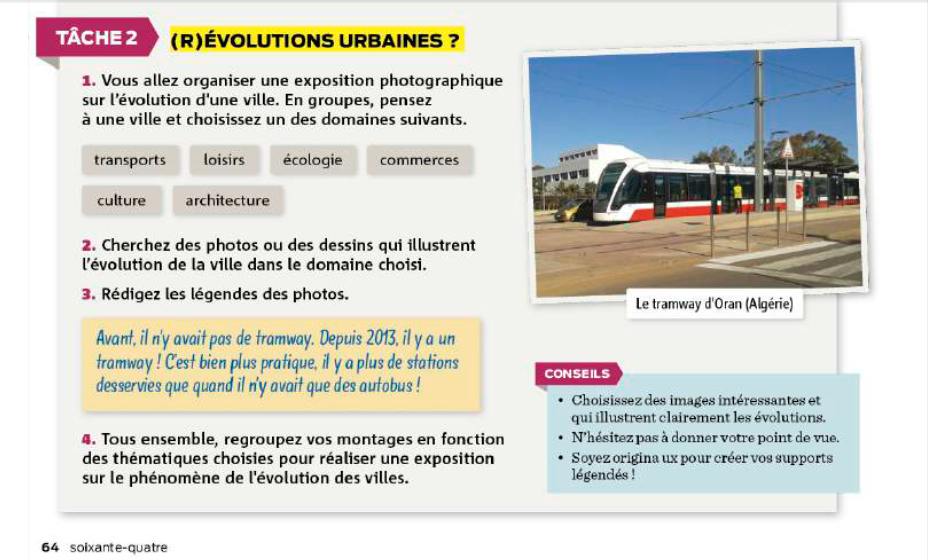 TÂCHE 2
(R)ÉVOLUTIONS URBAINES ?
1. Vous allez organiser une exposition photographique
sur l'évolution d'une ville. En groupes, pensez
à une ville et choisissez un des domaines suivants.
transports loisirs écologie commerces
culture architecture
2. Cherchez des photos ou des dessins qui illustrent
l'évolution de la ville dans le domaine choisi.
3. Rédigez les légendes des photos.
Avant, il n'y avait pas de tramway. Depuis 2013, il y a un
tramway ! C'est bien plus pratique, il y a plus de stations
desservies que quand il n'y avait que des autobus !
4. Tous ensemble, regroupez vos montages en fonction
des thématiques choisies pour réaliser une exposition
sur le phénomène de l'évolution des villes.
Le tramway d'Oran (Algérie)
CONSEILS
• Choisissez des images intéressantes et
qui illustrent clairement les évolutions.
• N'hésitez pas à donner votre point de vue.
• Soyez origina ux pour créer vos supports
légendés !
64 soixante-quatre